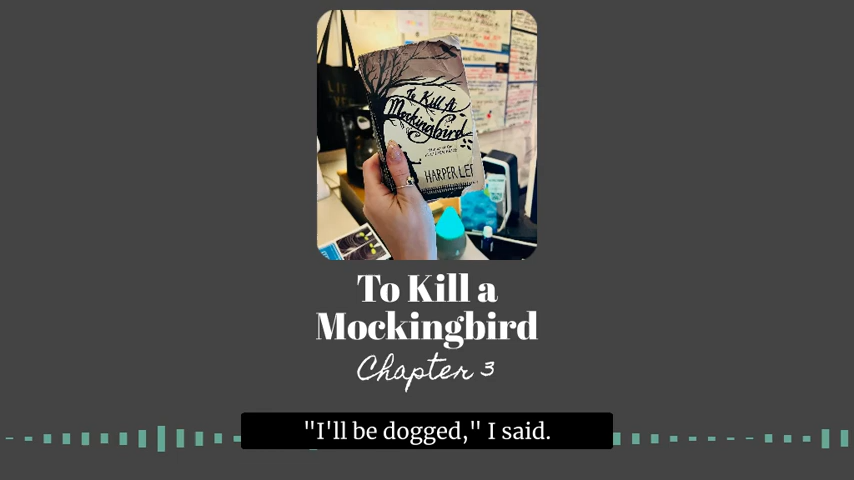 To Kill A
Mockingbird
HARPER LEE
To Kill a
Mockingbird
Chapter 3
"I'll be dogged," I said.